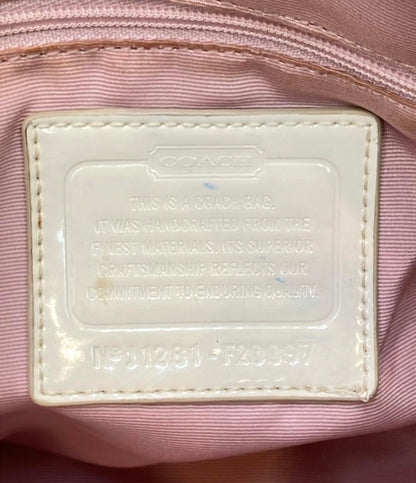 COACH
THIS IS A COACH BAG.
IT WAS HANDCRAFTED FROM THE
FINEST MATERIALS. ITS SUPERIOR
CRAFTSMANSHIP REFLECTS OUR
COMMITMENT TO ENDURING QUALITY.
Nº J1281